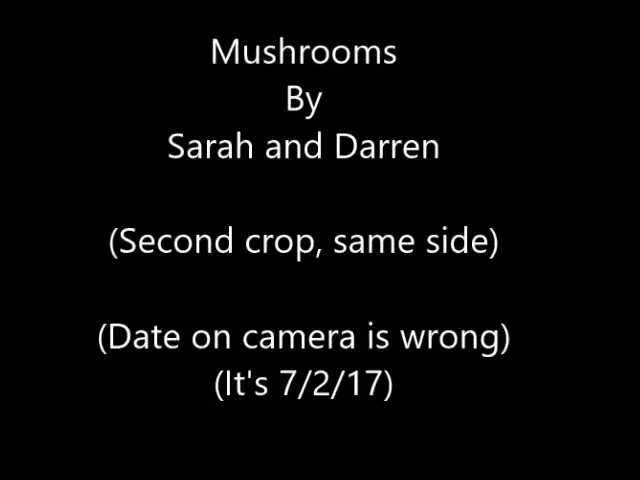 Mushrooms
By
Sarah and Darren
(Second crop, same side)
(Date on camera is wrong)
(It's 7/2/17)